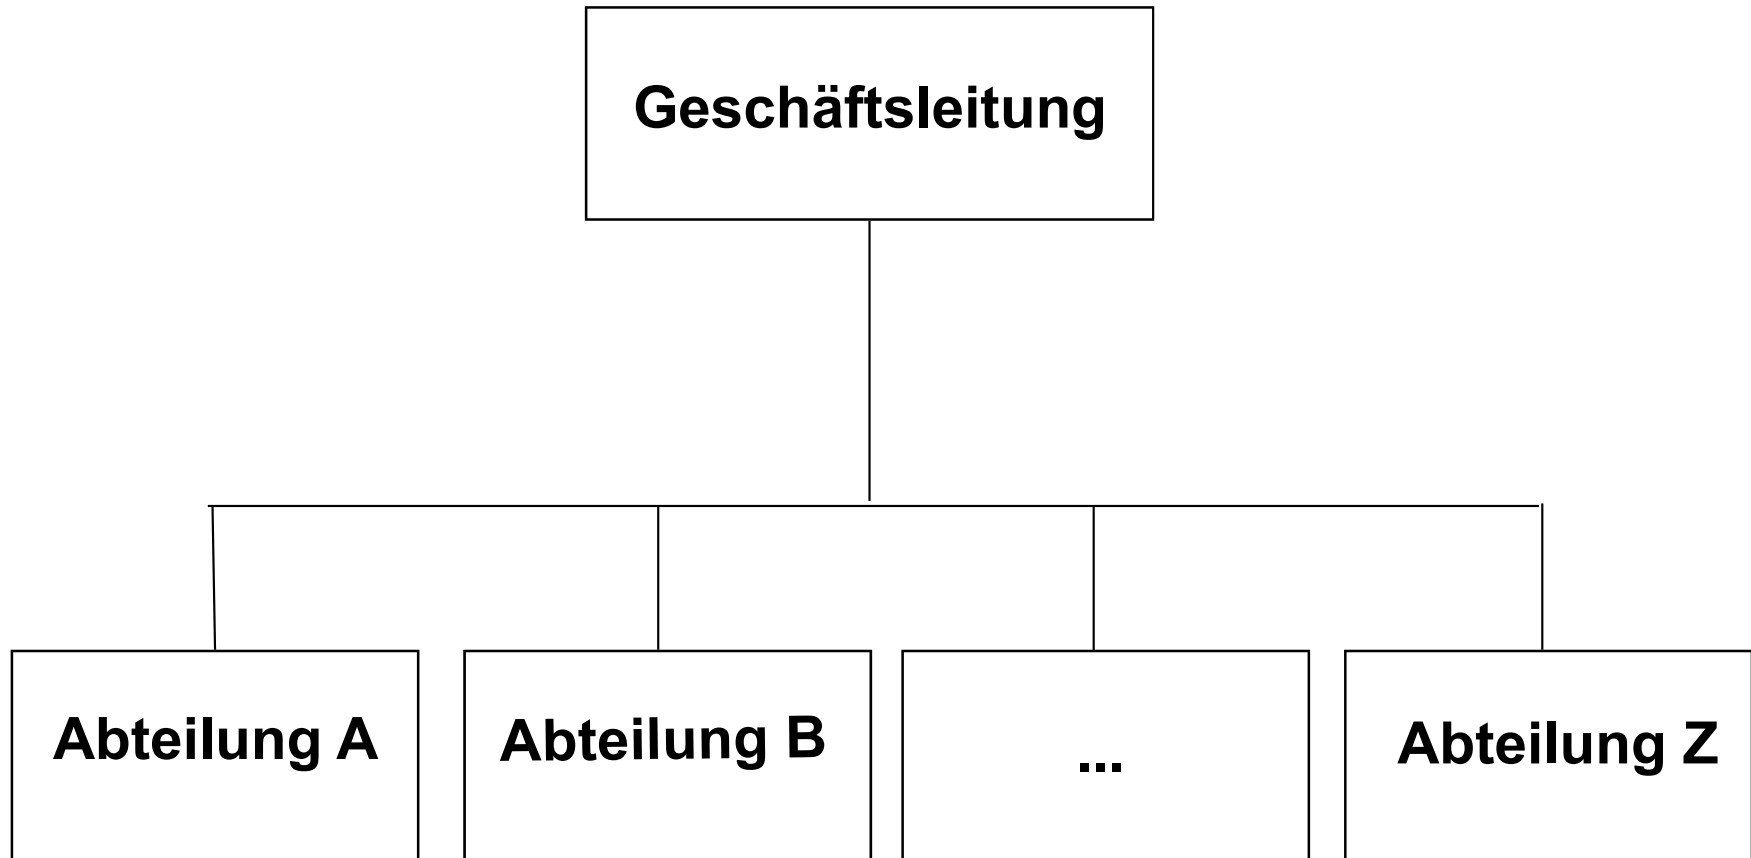 Geschäftsleitung
Abteilung A
Abteilung B
...
Abteilung Z